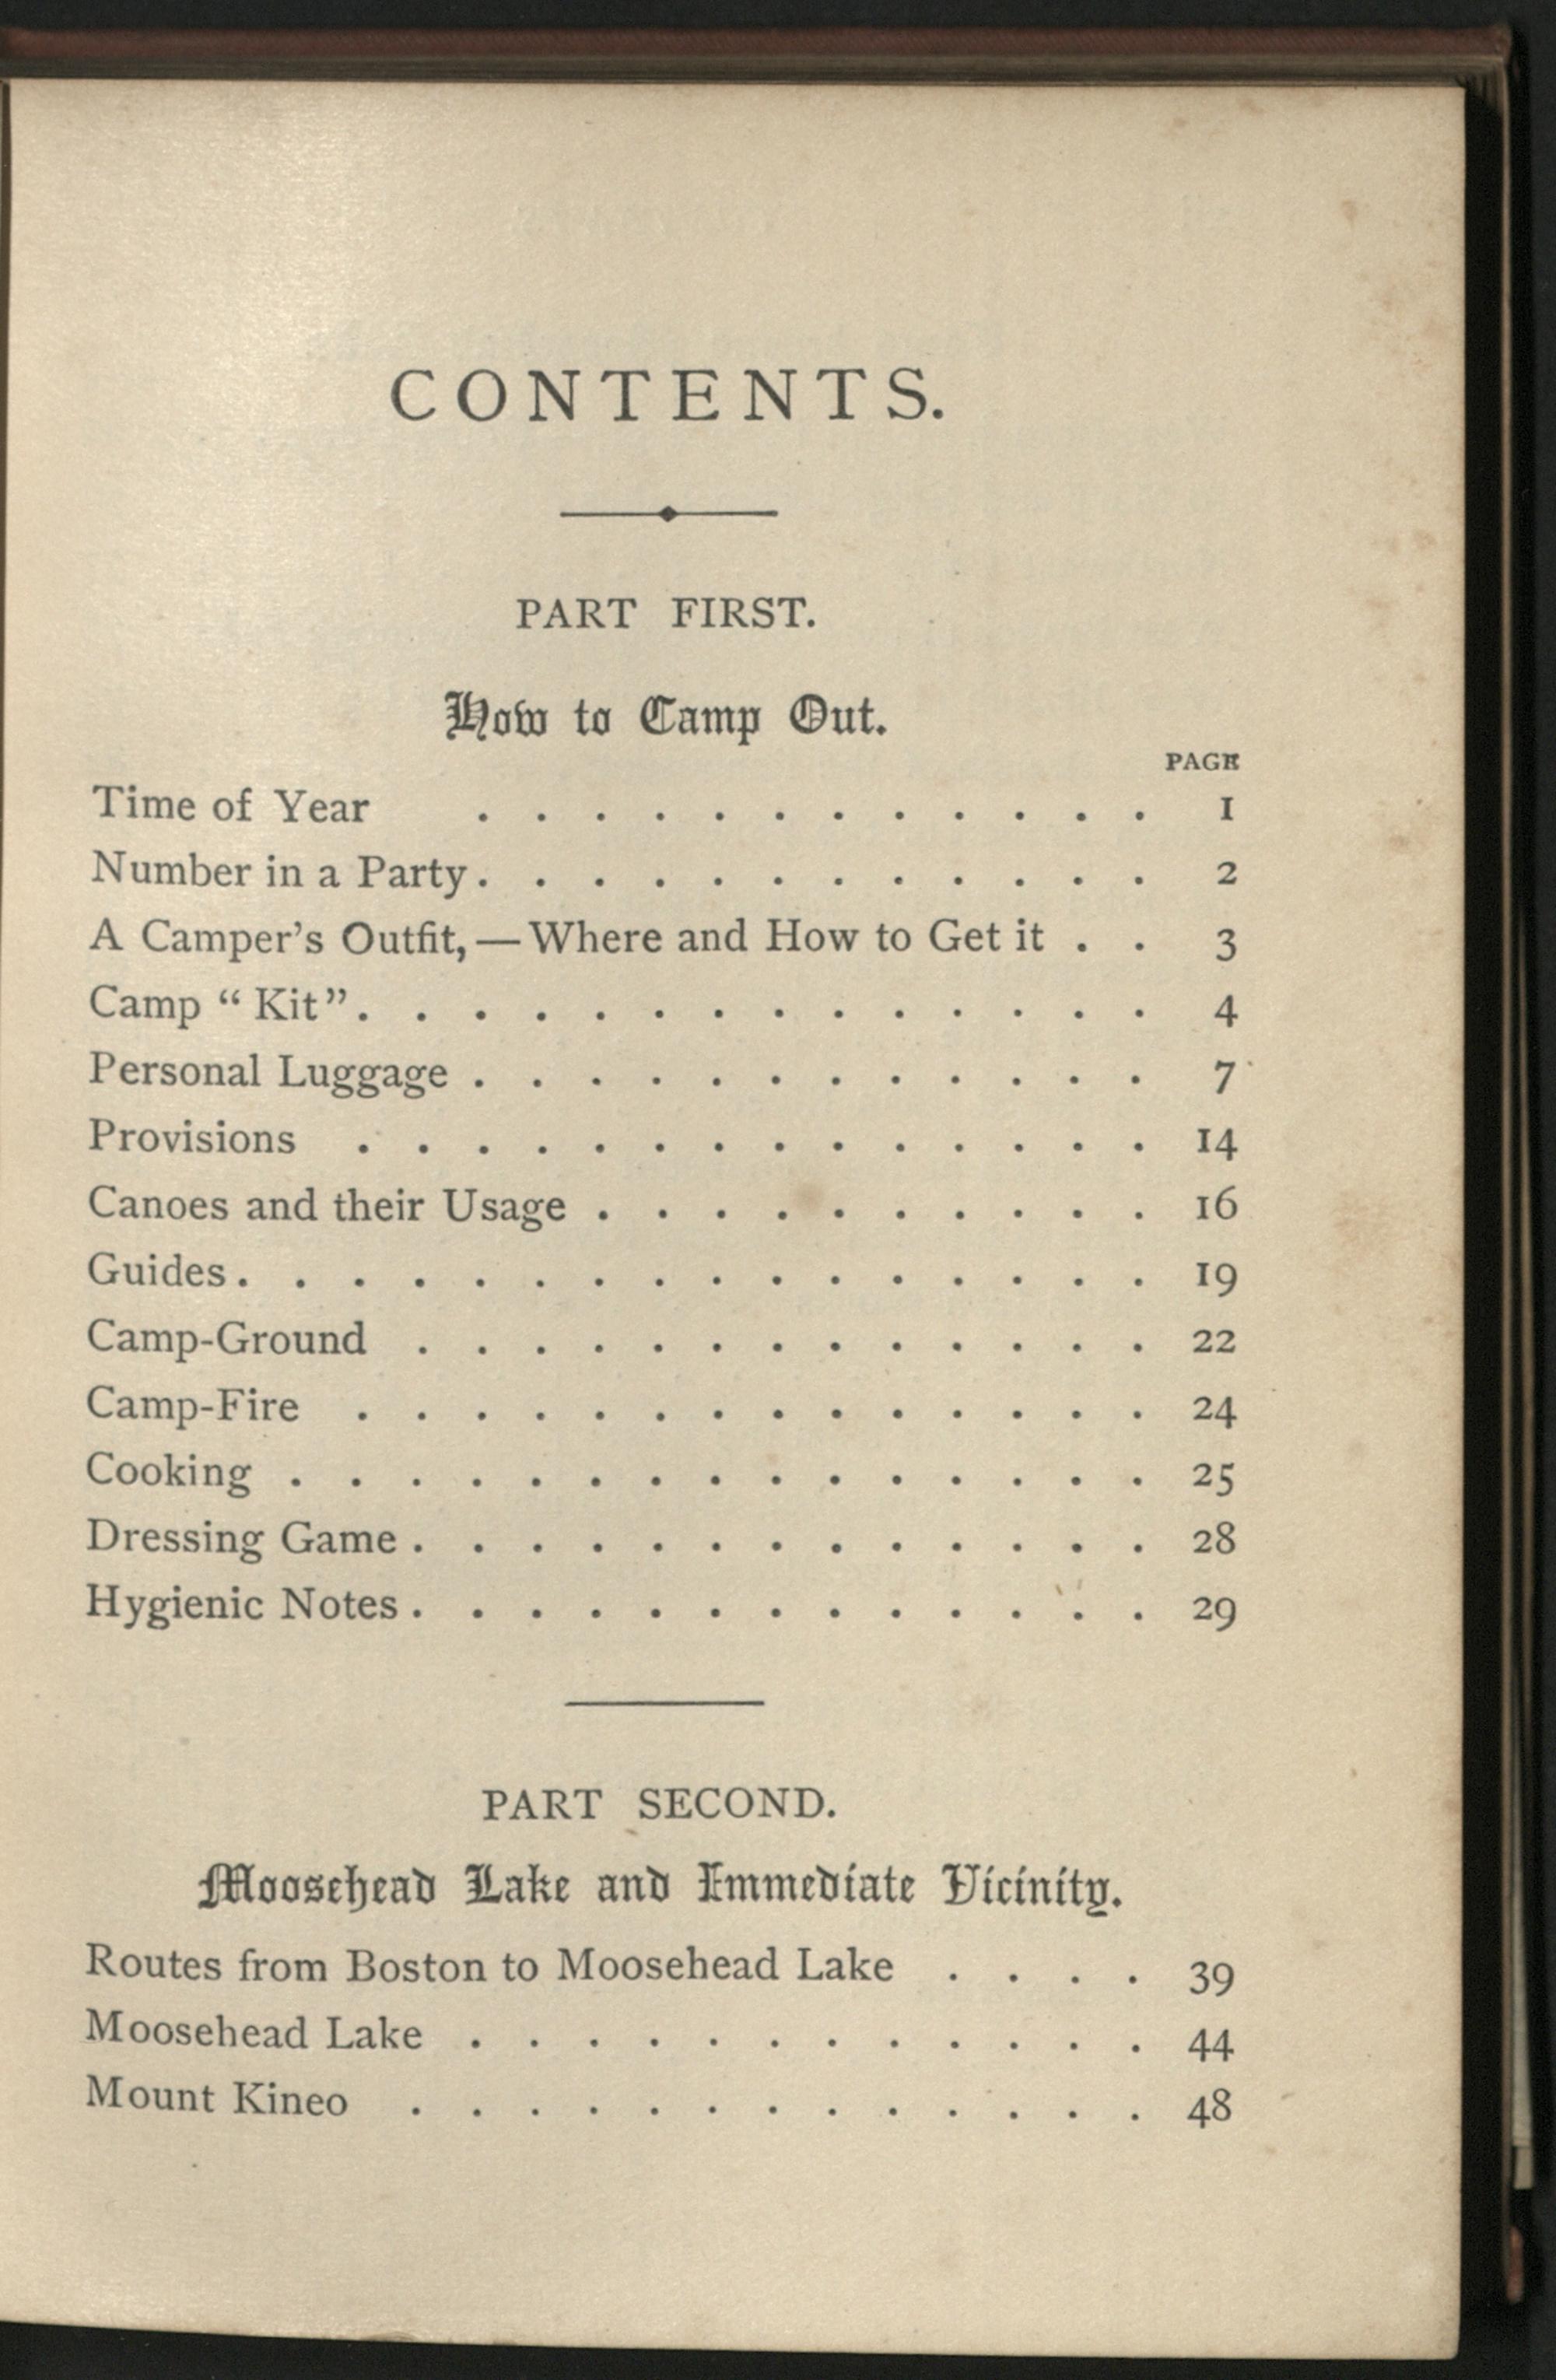 CONTENTS.
PART FIRST.
How to Camp Out.
PAGE
Time of Year . . . . . . . . . . . . 1
Number in a Party . . . . . . . . . . . . 2
A Camper's Outfit,—Where and How to Get it . . 3
Camp “Kit” . . . . . . . . . . . . . . 4
Personal Luggage . . . . . . . . . . . . 7
Provisions . . . . . . . . . . . . . . 14
Canoes and their Usage . . . . . . . . . . 16
Guides . . . . . . . . . . . . . . . . 19
Camp-Ground . . . . . . . . . . . . . 22
Camp-Fire . . . . . . . . . . . . . . 24
Cooking . . . . . . . . . . . . . . . 25
Dressing Game . . . . . . . . . . . . . 28
Hygienic Notes . . . . . . . . . . . . . 29
PART SECOND.
Moosehead Lake and Immediate Vicinity.
Routes from Boston to Moosehead Lake . . . . 39
Moosehead Lake . . . . . . . . . . . . 44
Mount Kineo . . . . . . . . . . . . . 48